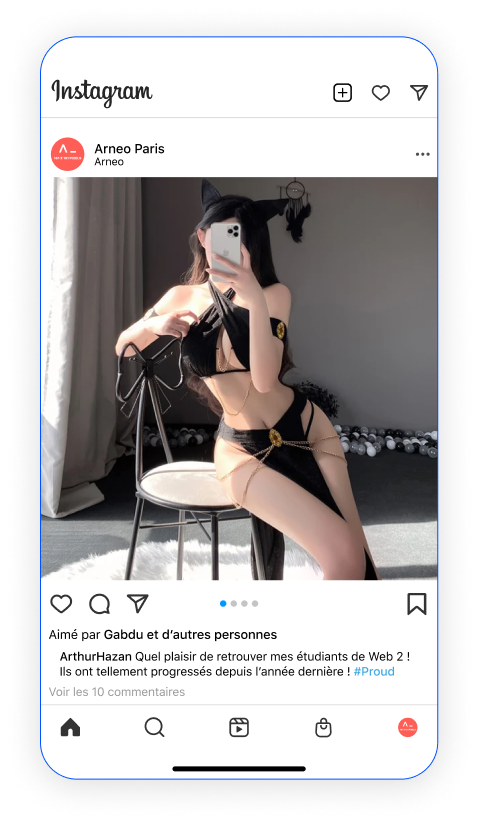 Instagram
Arneo Paris
Arneo
Aimé par Gabdu et d’autres personnes
ArthurHazan Quel plaisir de retrouver mes étudiants de Web 2 !
Ils ont tellement progressés depuis l’année dernière ! #Proud
Voir les 10 commentaires